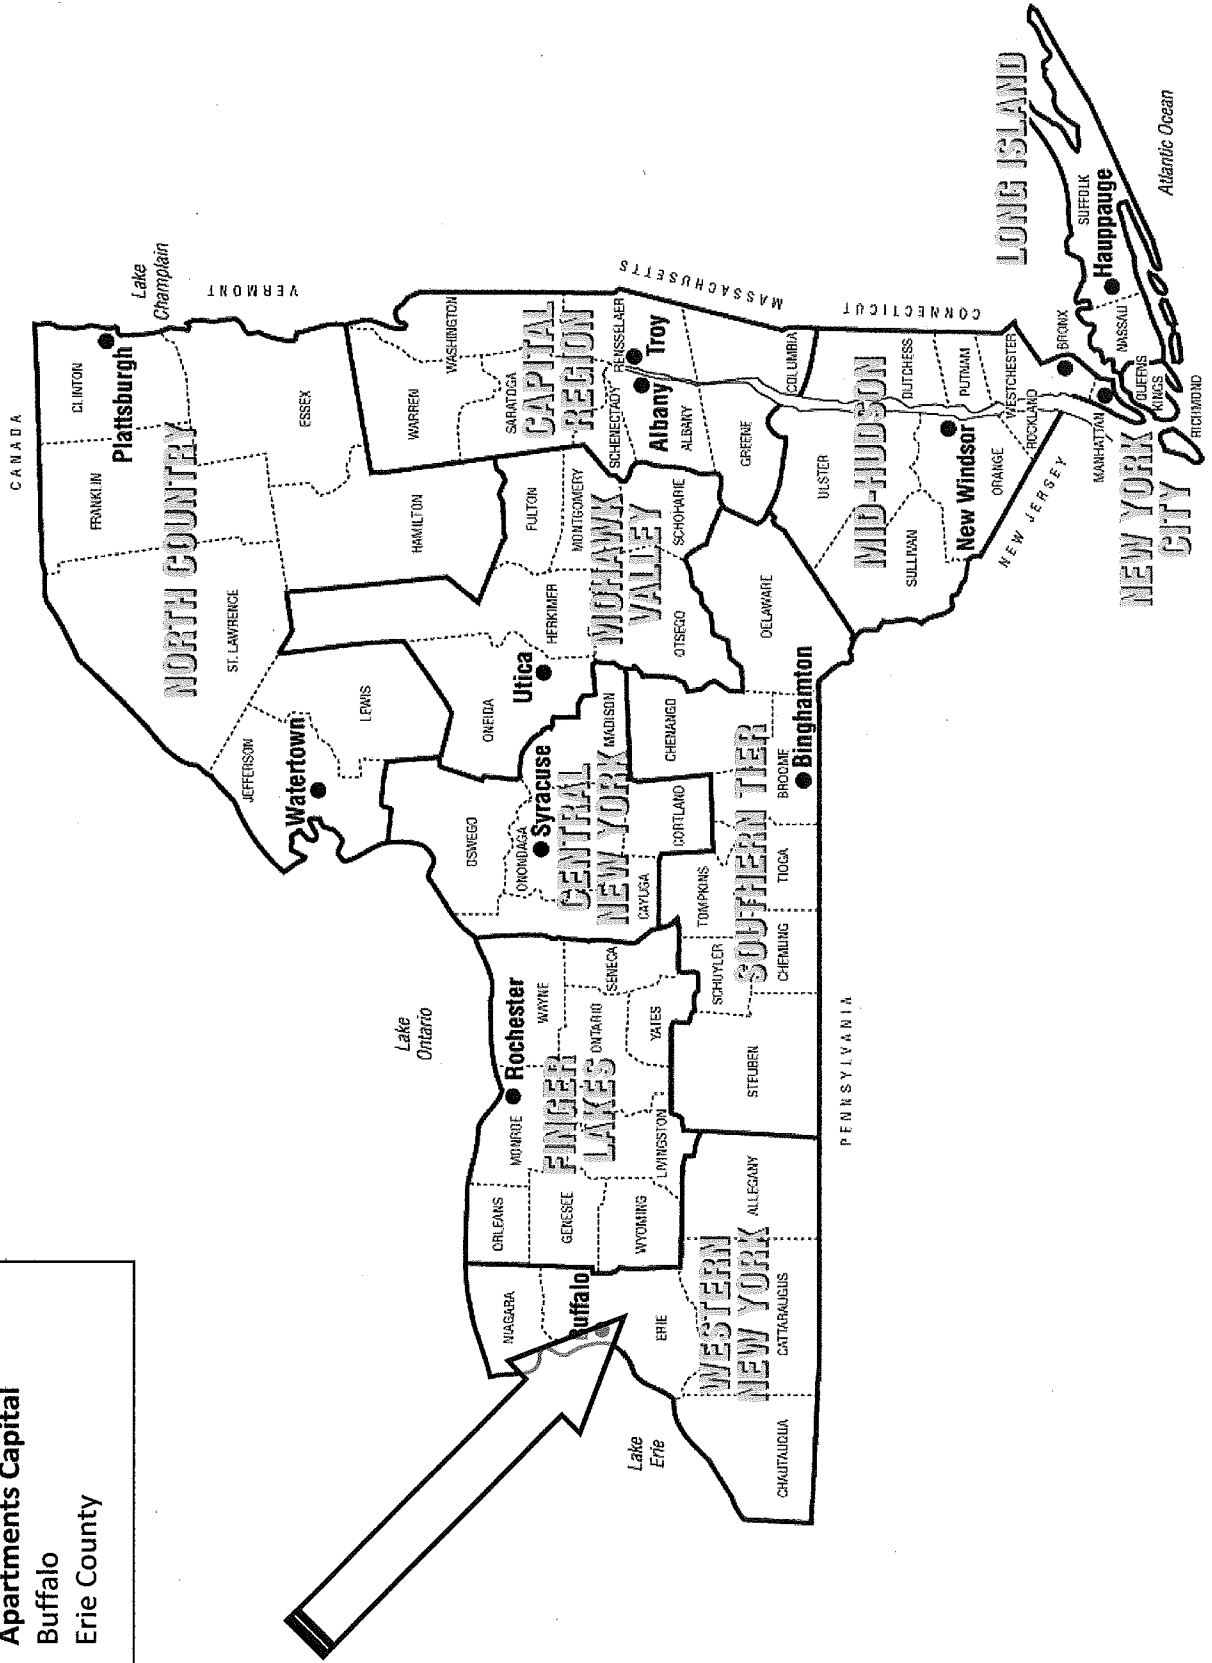 Apartments Capital
Buffalo
Erie County
CANADA
Lake
Champlain
VERMONT
MASSACHUSETTS
CONNECTICUT
NEW JERSEY
PENNSYLVANIA
Atlantic Ocean
Lake
Ontario
Lake
Erie
NORTH COUNTRY
CLINTON
Plattsburgh
FRANKLIN
ST. LAWRENCE
ESSEX
HAMILTON
JEFFERSON
Watertown
LEWIS
CAPITAL
REGION
WARREN
WASHINGTON
SARATOGA
SCHENECTADY
RENSSELAER
Troy
Albany
ALBANY
GREENE
COLUMBIA
MOHAWK
VALLEY
FULTON
MONTGOMERY
SCHOHARIE
HERKIMER
OTSEGO
ONEIDA
Utica
CENTRAL
NEW YORK
OSWEGO
ONONDAGA
Syracuse
MADISON
CORTLAND
CAYUGA
FINGER
LAKES
Rochester
MONROE
WAYNE
ONTARIO
SENECA
YATES
LIVINGSTON
ORLEANS
GENESEE
WYOMING
WESTERN
NEW YORK
NIAGARA
Buffalo
ERIE
CHAUTAUQUA
CATTARAUGUS
ALLEGANY
SOUTHERN TIER
STEUBEN
SCHUYLER
CHEMUNG
TOMPKINS
TIOGA
BROOME
Binghamton
CHENANGO
DELAWARE
MID-HUDSON
ULSTER
SULLIVAN
DUTCHESS
PUTNAM
ORANGE
New Windsor
WESTCHESTER
ROCKLAND
NEW YORK
CITY
BRONX
MANHATTAN
QUEENS
KINGS
RICHMOND
LONG ISLAND
NASSAU
SUFFOLK
Hauppauge